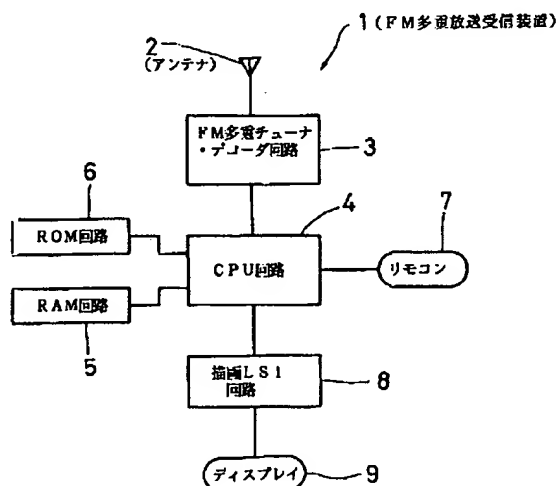 1(FM多重放送受信装置)
2
(アンテナ)
FM多重チューナ
・デコーダ回路
3
6
ROM回路
4
CPU回路
7
リモコン
RAM回路
5
描画LSI
回路
8
ディスプレイ
9